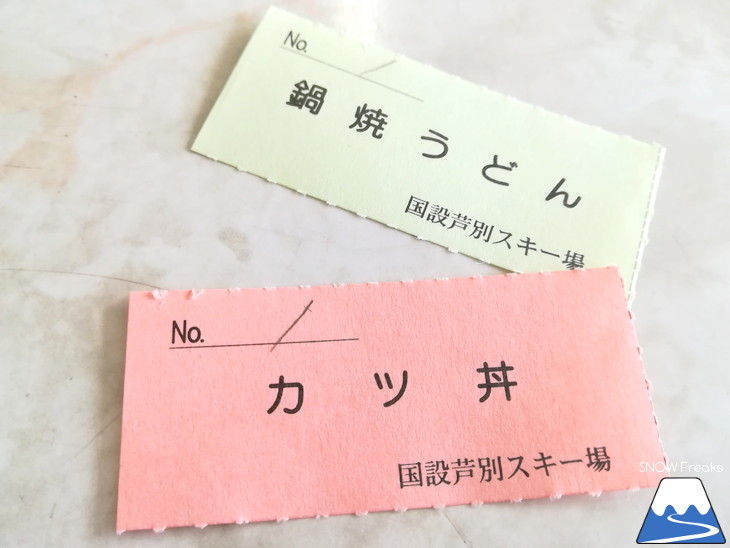 No. /
鍋焼うどん
国設芦別スキー場
No. /
カツ丼
国設芦別スキー場
SNOW Freaks